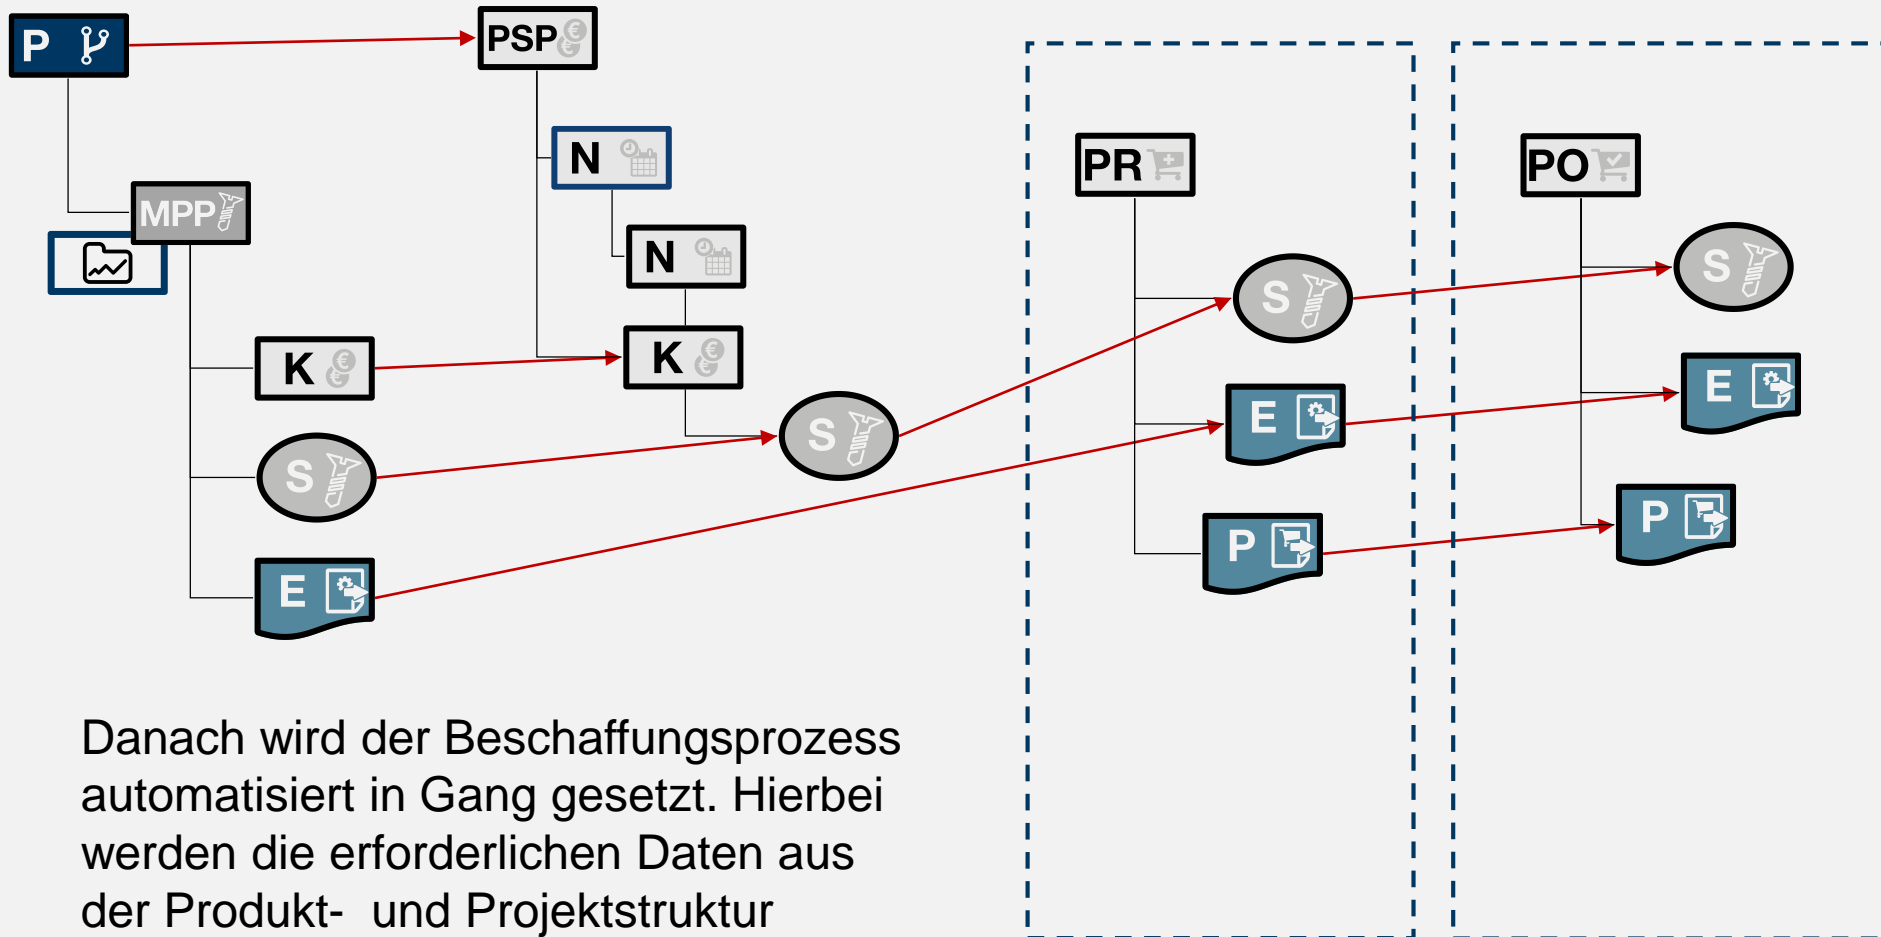 P
PSP
N
PR
PO
MPP
N
S
S
K
K
E
E
S
S
P
P
E
Danach wird der Beschaffungsprozess
automatisiert in Gang gesetzt. Hierbei
werden die erforderlichen Daten aus
der Produkt- und Projektstruktur